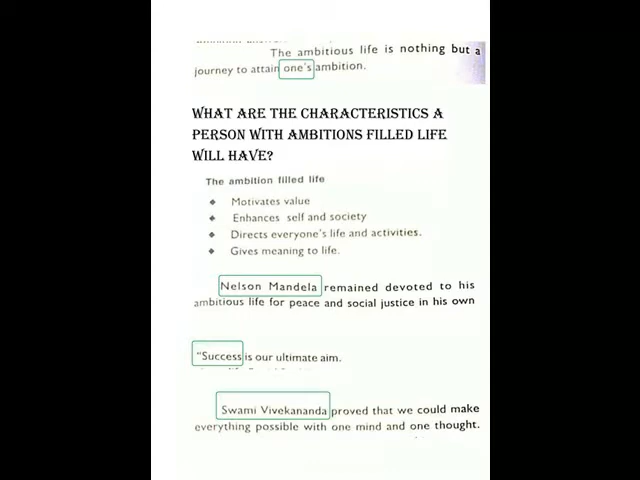 The ambitious life is nothing but a
journey to attain one's ambition.
WHAT ARE THE CHARACTERISTICS A
PERSON WITH AMBITIONS FILLED LIFE
WILL HAVE?
The ambition filled life
◆ Motivates value
◆ Enhances self and society
◆ Directs everyone's life and activities.
◆ Gives meaning to life.
Nelson Mandela remained devoted to his
ambitious life for peace and social justice in his own
"Success is our ultimate aim.
Swami Vivekananda proved that we could make
everything possible with one mind and one thought.